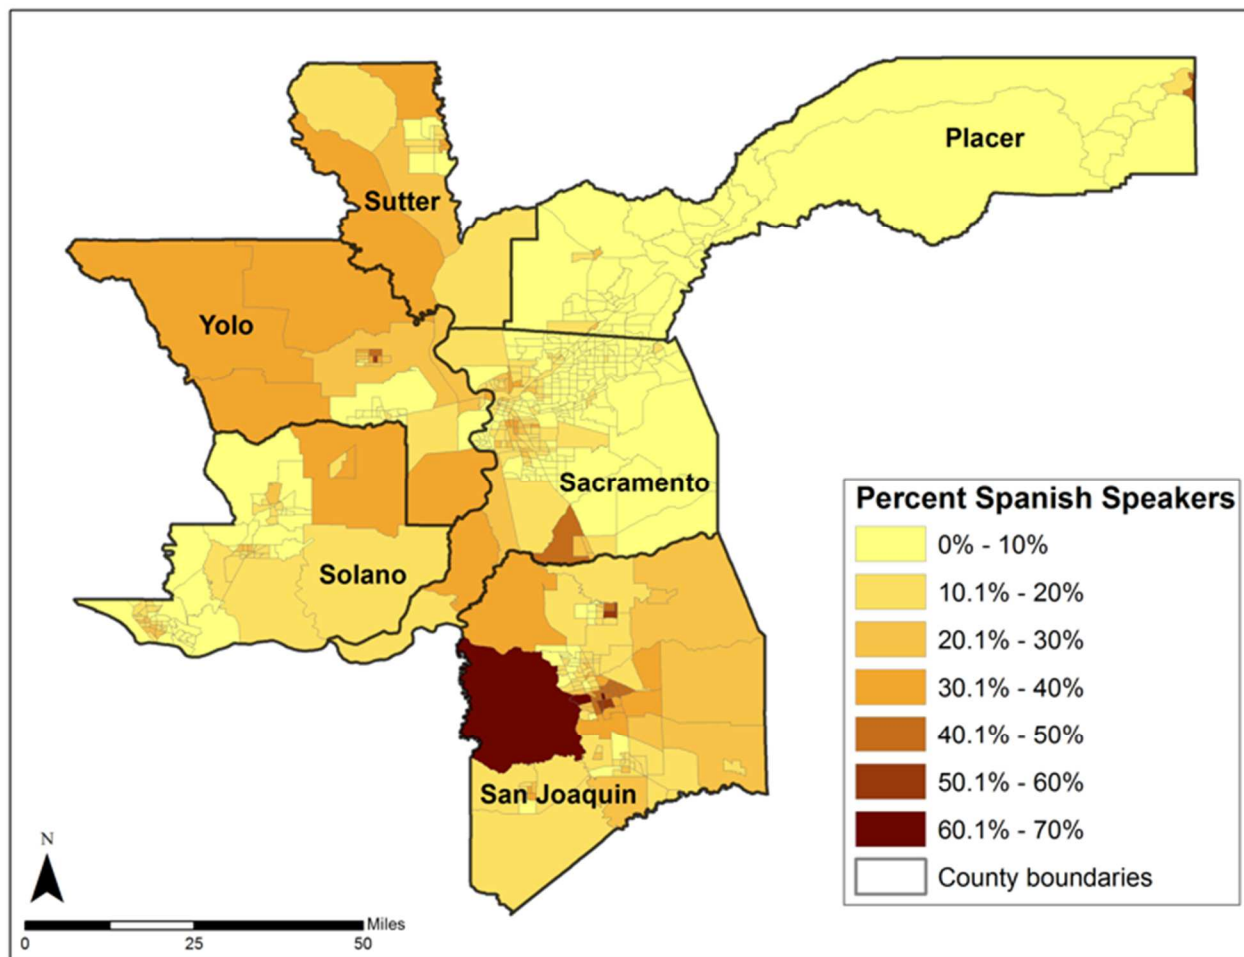 Placer
Sutter
Yolo
Sacramento
Solano
San Joaquin
Percent Spanish Speakers
0% - 10%
10.1% - 20%
20.1% - 30%
30.1% - 40%
40.1% - 50%
50.1% - 60%
60.1% - 70%
County boundaries
N
Miles
0 25 50